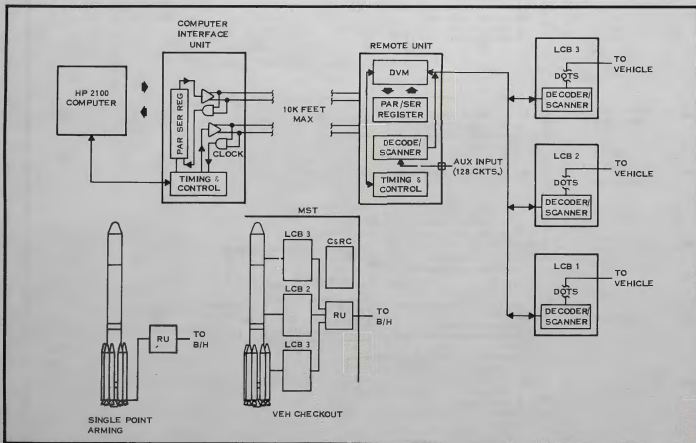 COMPUTER
INTERFACE
UNIT
HP 2100
COMPUTER
PAR SER REG
CLOCK
TIMING &
CONTROL
10K FEET
MAX
REMOTE UNIT
DVM
PAR/SER
REGISTER
DECODE/
SCANNER
TIMING &
CONTROL
AUX INPUT
(128 CKTS.)
LCB 3
TO
VEHICLE
DOTS
DECODER/
SCANNER
LCB 2
TO
VEHICLE
DOTS
DECODER/
SCANNER
LCB 1
TO
VEHICLE
DOTS
DECODER/
SCANNER
RU
TO
B/H
SINGLE POINT
ARMING
MST
LCB 3
C&RC
LCB 2
LCB 3
RU
TO
B/H
VEH CHECKOUT